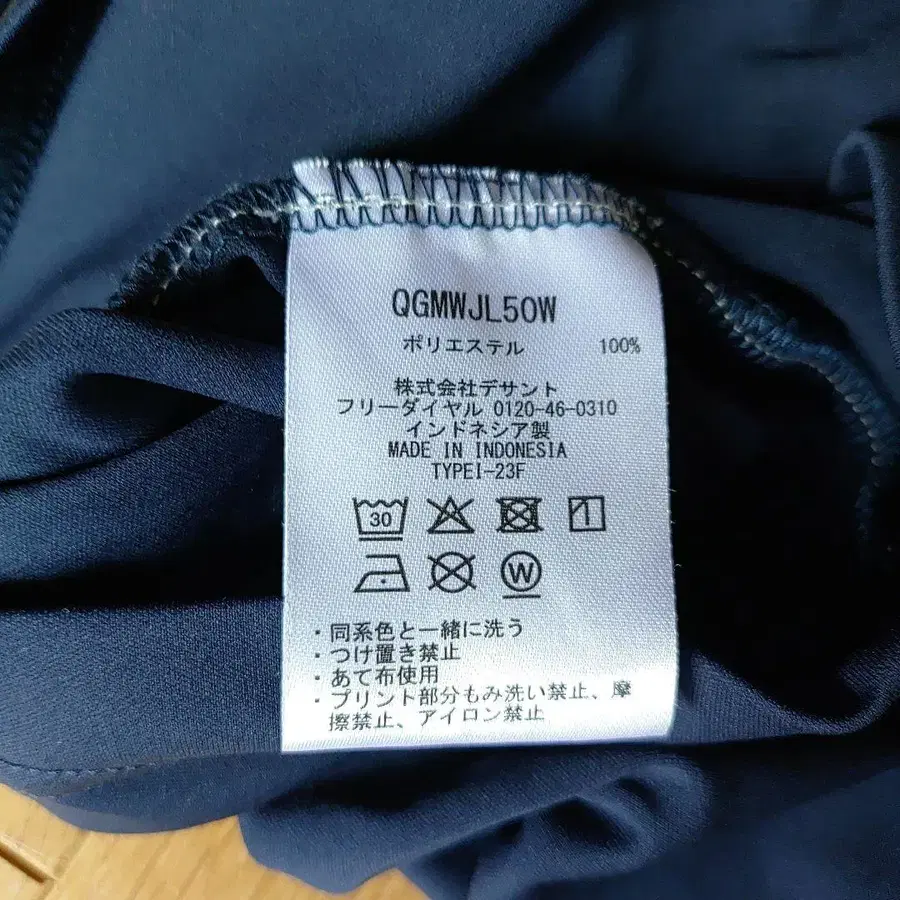 QGMWJL50W
ポリエステル 100%
株式会社デサント
フリーダイヤル 0120-46-0310
インドネシア製
MADE IN INDONESIA
TYPEI-23F
30
W
・同系色と一緒に洗う
・つけ置き禁止
・あて布使用
・プリント部分もみ洗い禁止、摩
擦禁止、アイロン禁止